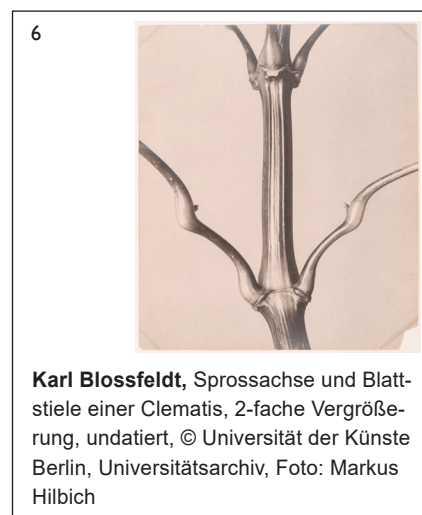 6
Karl Blossfeldt, Sprossachse und Blatt-
stiele einer Clematis, 2-fache Vergröße-
rung, undatiert, © Universität der Künste
Berlin, Universitätsarchiv, Foto: Markus
Hilbich